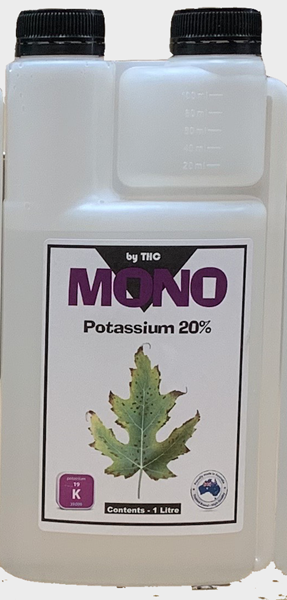 100 ml
80 ml
60 ml
40 ml
20 ml
by THC
MONO
Potassium 20%
19
K
Contents - 1 Litre